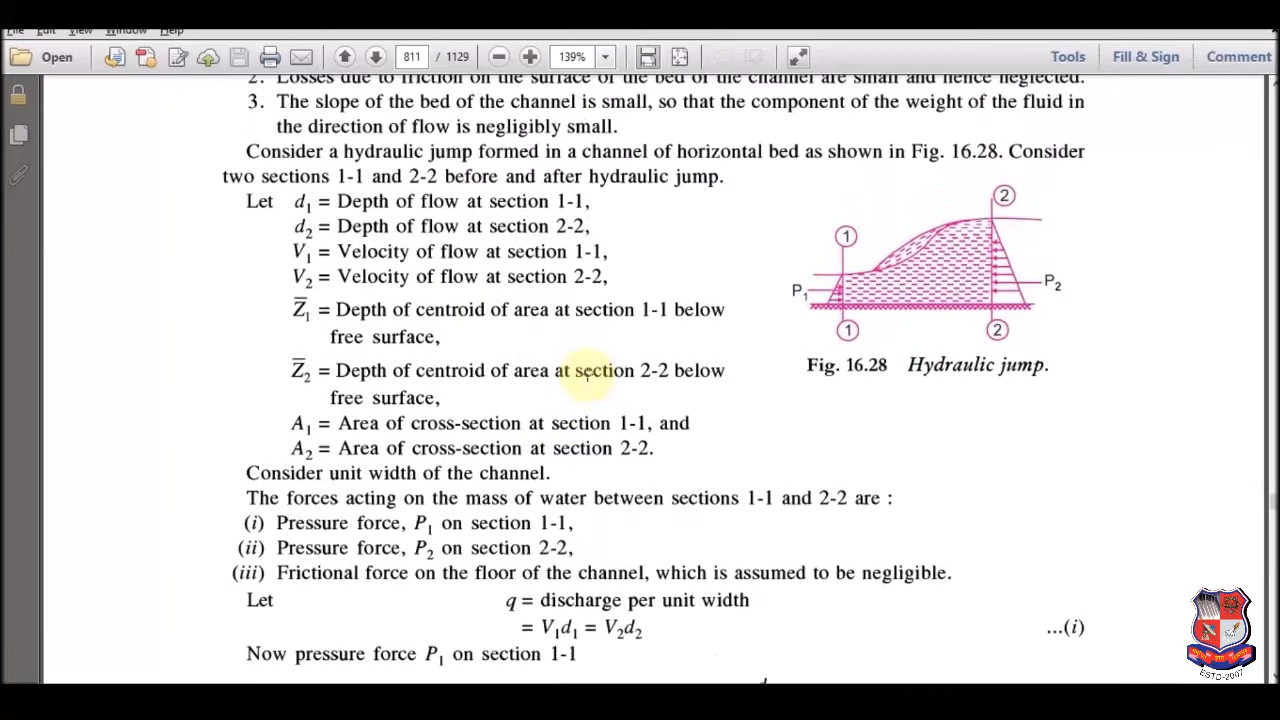 File Edit View Window Help
Open 811 / 1129 139% Tools Fill & Sign Comment
2. Losses due to friction on the surface of the bed of the channel are small and hence neglected.
3. The slope of the bed of the channel is small, so that the component of the weight of the fluid in
the direction of flow is negligibly small.
Consider a hydraulic jump formed in a channel of horizontal bed as shown in Fig. 16.28. Consider
two sections 1-1 and 2-2 before and after hydraulic jump.
Let d₁ = Depth of flow at section 1-1,
d₂ = Depth of flow at section 2-2,
V₁ = Velocity of flow at section 1-1,
V₂ = Velocity of flow at section 2-2,
Z̅₁ = Depth of centroid of area at section 1-1 below
free surface,
Z̅₂ = Depth of centroid of area at section 2-2 below
free surface,
A₁ = Area of cross-section at section 1-1, and
A₂ = Area of cross-section at section 2-2.
2
1
P₁
P₂
1
2
Fig. 16.28 Hydraulic jump.
Consider unit width of the channel.
The forces acting on the mass of water between sections 1-1 and 2-2 are :
(i) Pressure force, P₁ on section 1-1,
(ii) Pressure force, P₂ on section 2-2,
(iii) Frictional force on the floor of the channel, which is assumed to be negligible.
Let q = discharge per unit width
= V₁d₁ = V₂d₂ ...(i)
Now pressure force P₁ on section 1-1
ESTD-2007